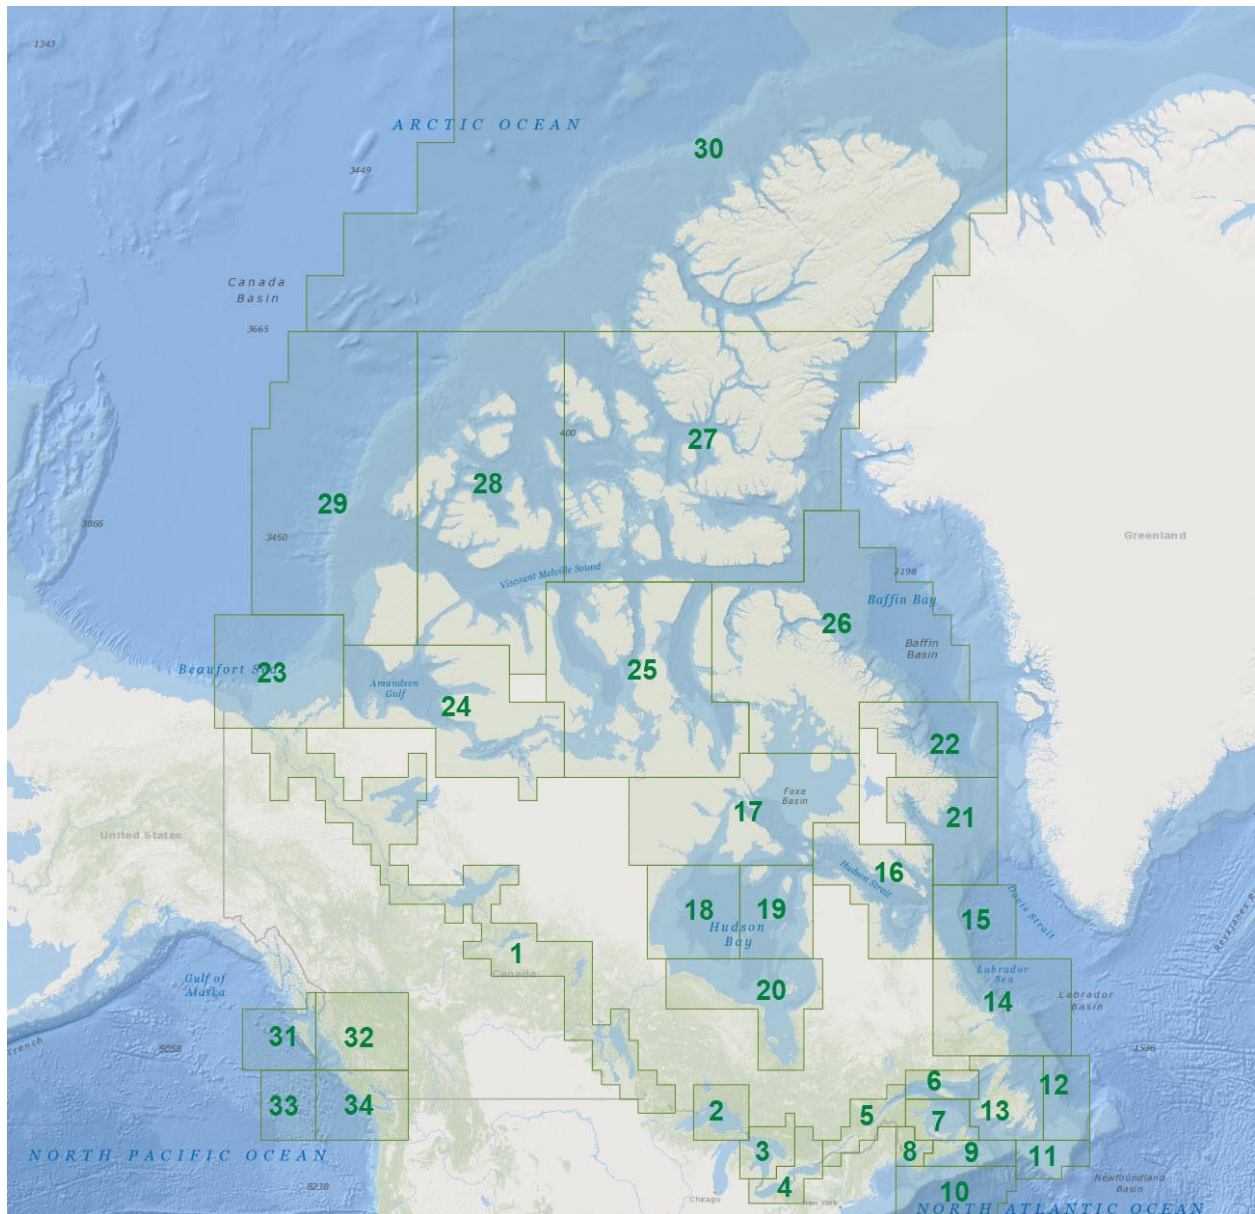 1343
ARCTIC OCEAN
30
3449
Canada
Basin
3665
27
400
28
29
3866
3450
Greenland
Viscount Melville Sound
2198
Baffin Bay
26
Baffin
Basin
Beaufort Sea
23
Amundsen
Gulf
25
24
22
Foxe
Basin
17
21
United States
Hudson Strait
16
Davis Strait
18
19
Hudson
Bay
15
Reykjanes
1
Canada
Gulf of
Alaska
20
Labrador
Sea
14
Labrador
Basin
31
32
Trench
5058
1536
33
34
2
5
6
7
13
12
3
8
9
11
NORTH PACIFIC OCEAN
8238
4
Chicago
New York
10
Newfoundland
Basin
NORTH ATLANTIC OCEAN